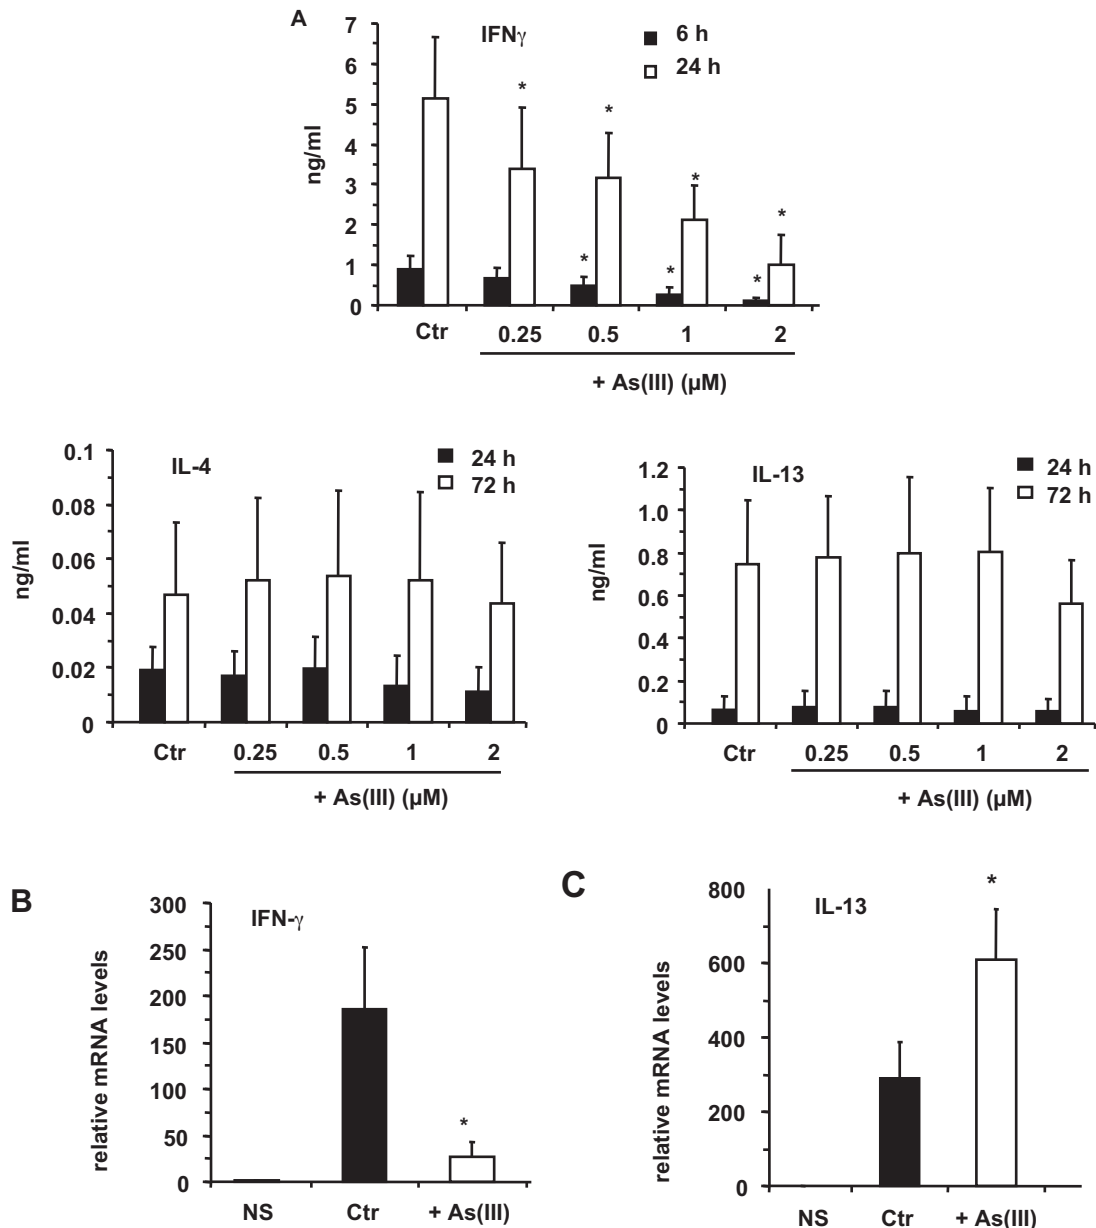 A
IFNγ
6 h
24 h
7
6
5
4
3
2
1
0
ng/ml
* * * *
* * *
Ctr 0.25 0.5 1 2
+ As(III) (µM)
IL-4
24 h
72 h
0.1
0.08
0.06
0.04
0.02
0
ng/ml
Ctr 0.25 0.5 1 2
+ As(III) (µM)
IL-13
24 h
72 h
1.2
1.0
0.8
0.6
0.4
0.2
0
ng/ml
Ctr 0.25 0.5 1 2
+ As(III) (µM)
B
IFN-γ
300
250
200
150
100
50
0
relative mRNA levels
*
NS Ctr + As(III)
C
IL-13
800
600
400
200
0
relative mRNA levels
*
NS Ctr + As(III)